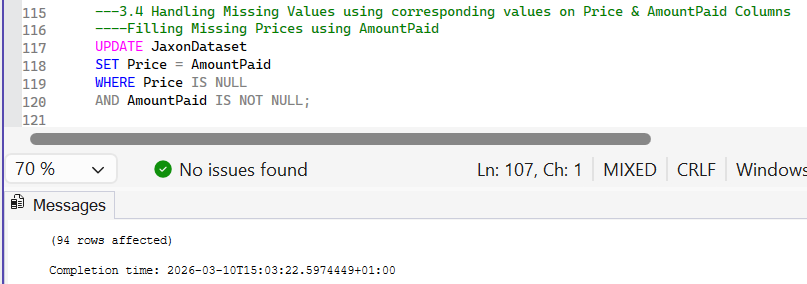 115 ---3.4 Handling Missing Values using corresponding values on Price & AmountPaid Columns
116 ----Filling Missing Prices using AmountPaid
117 UPDATE JaxonDataset
118 SET Price = AmountPaid
119 WHERE Price IS NULL
120 AND AmountPaid IS NOT NULL;
121
70 % No issues found Ln: 107, Ch: 1 MIXED CRLF Windows
Messages
(94 rows affected)
Completion time: 2026-03-10T15:03:22.5974449+01:00